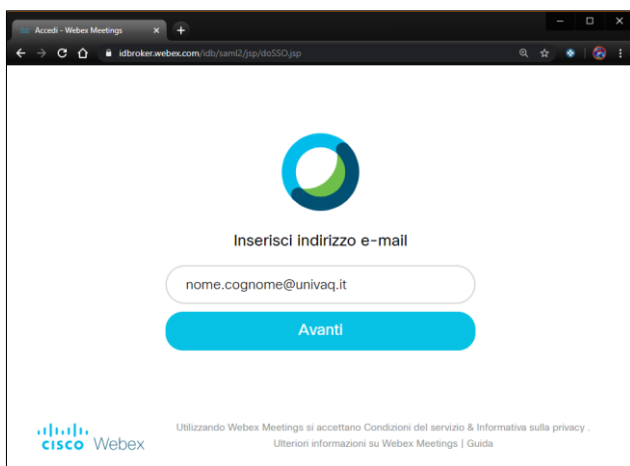 Accedi - Webex Meetings
idbroker.webex.com/idb/saml2/jsp/doSSO.jsp
Inserisci indirizzo e-mail
nome.cognome@univaq.it
Avanti
CISCO Webex
Utilizzando Webex Meetings si accettano Condizioni del servizio & Informativa sulla privacy .
Ulteriori informazioni su Webex Meetings | Guida